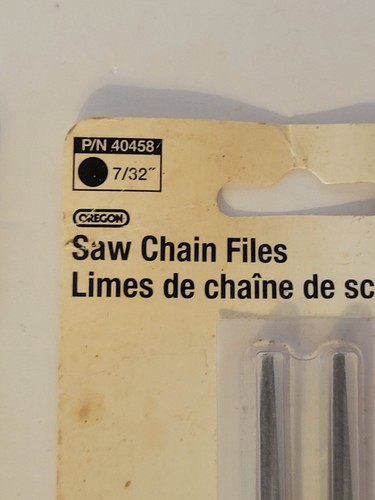 P/N 40458
7/32"
OREGON
Saw Chain Files
Limes de chaîne de sc